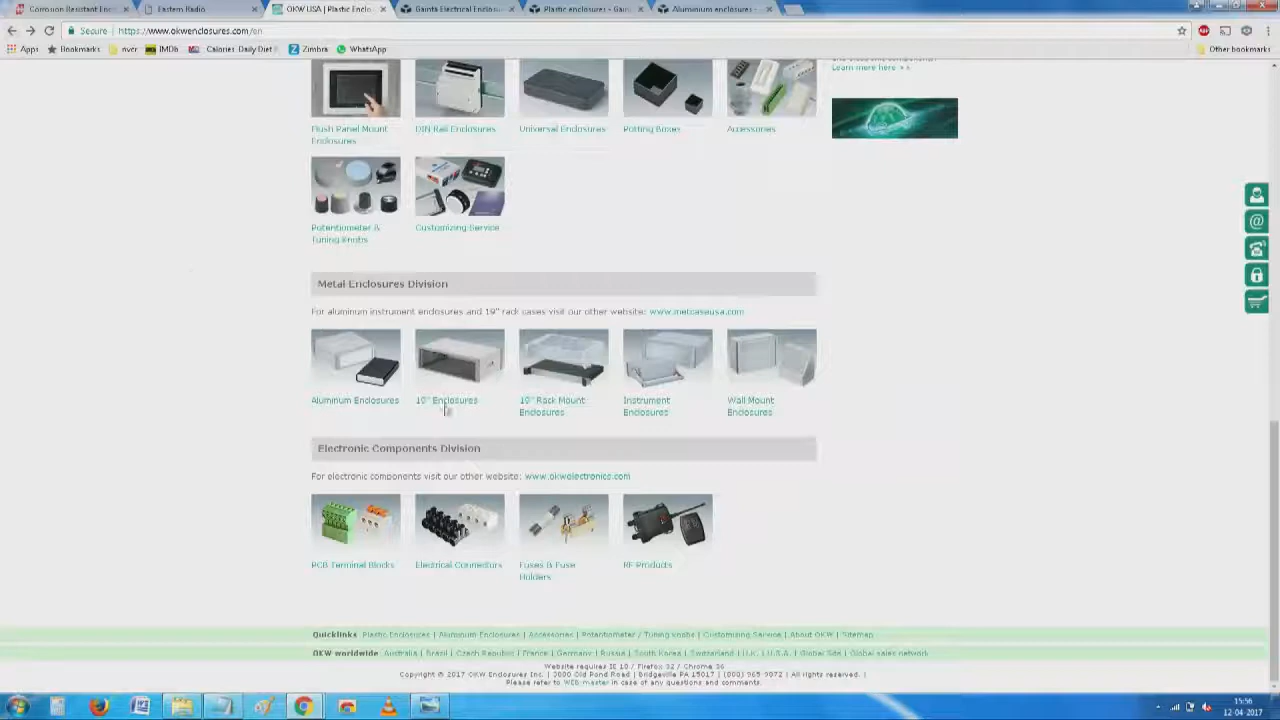 Corrosion Resistant Enc
Eastern Radio
OKW USA | Plastic Enclo
Gainta Electrical Enclosu
Plastic enclosures - Gai
Aluminum enclosures -
Secure
https://www.okwenclosures.com/en
Apps
Bookmarks
nvcr
IMDb
Calories-Daily Diet
Zimbra
WhatsApp
Other bookmarks
Learn more here >>
Flush Panel Mount
Enclosures
DIN Rail Enclosures
Universal Enclosures
Potting Boxes
Accessories
Potentiometer &
Tuning Knobs
Customizing Service
Metal Enclosures Division
For aluminum instrument enclosures and 19" rack cases visit our other website: www.metcaseusa.com
Aluminum Enclosures
19" Enclosures
19" Rack Mount
Enclosures
Instrument
Enclosures
Wall Mount
Enclosures
Electronic Components Division
For electronic components visit our other website: www.okwelectronics.com
PCB Terminal Blocks
Electrical Connectors
Fuses & Fuse
Holders
RF Products
Quicklinks Plastic Enclosures | Aluminum Enclosures | Accessories | Potentiometer / Tuning knobs | Customizing Service | About OKW | Sitemap
OKW worldwide Australia | Brazil | Czech Republic | France | Germany | Russia | South Korea | Switzerland | U.K. | U.S.A. | Global Site | Global sales network
Website requires IE 10 / Firefox 32 / Chrome 36
Copyright © 2017 OKW Enclosures Inc. | 3000 Old Pond Road | Bridgeville PA 15017 | (800) 965-9872 | All rights reserved. |
Please refer to WEB-master in case of any questions and comments.
15:56
12-04-2017